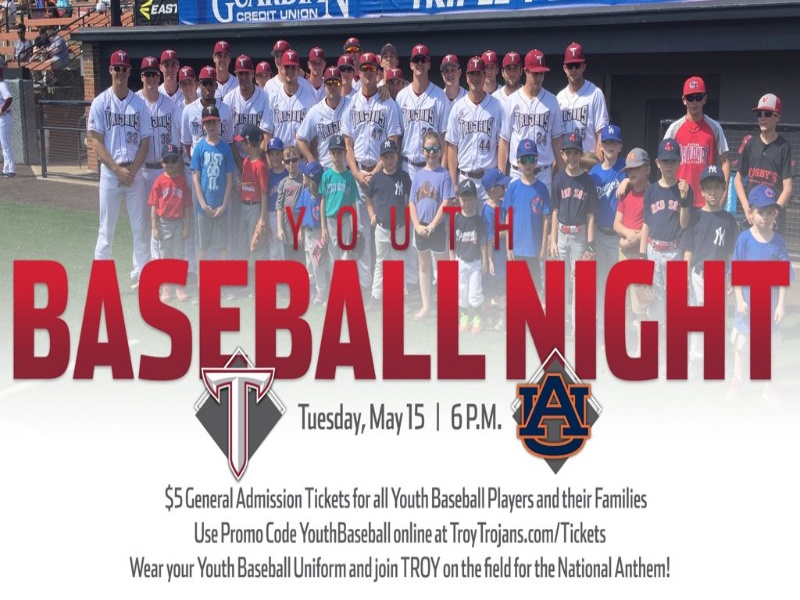 EAST
GUARDIAN
CREDIT UNION
YOUTH
BASEBALL NIGHT
T
Tuesday, May 15 | 6 P.M.
AU
$5 General Admission Tickets for all Youth Baseball Players and their Families
Use Promo Code YouthBaseball online at TroyTrojans.com/Tickets
Wear your Youth Baseball Uniform and join TROY on the field for the National Anthem!